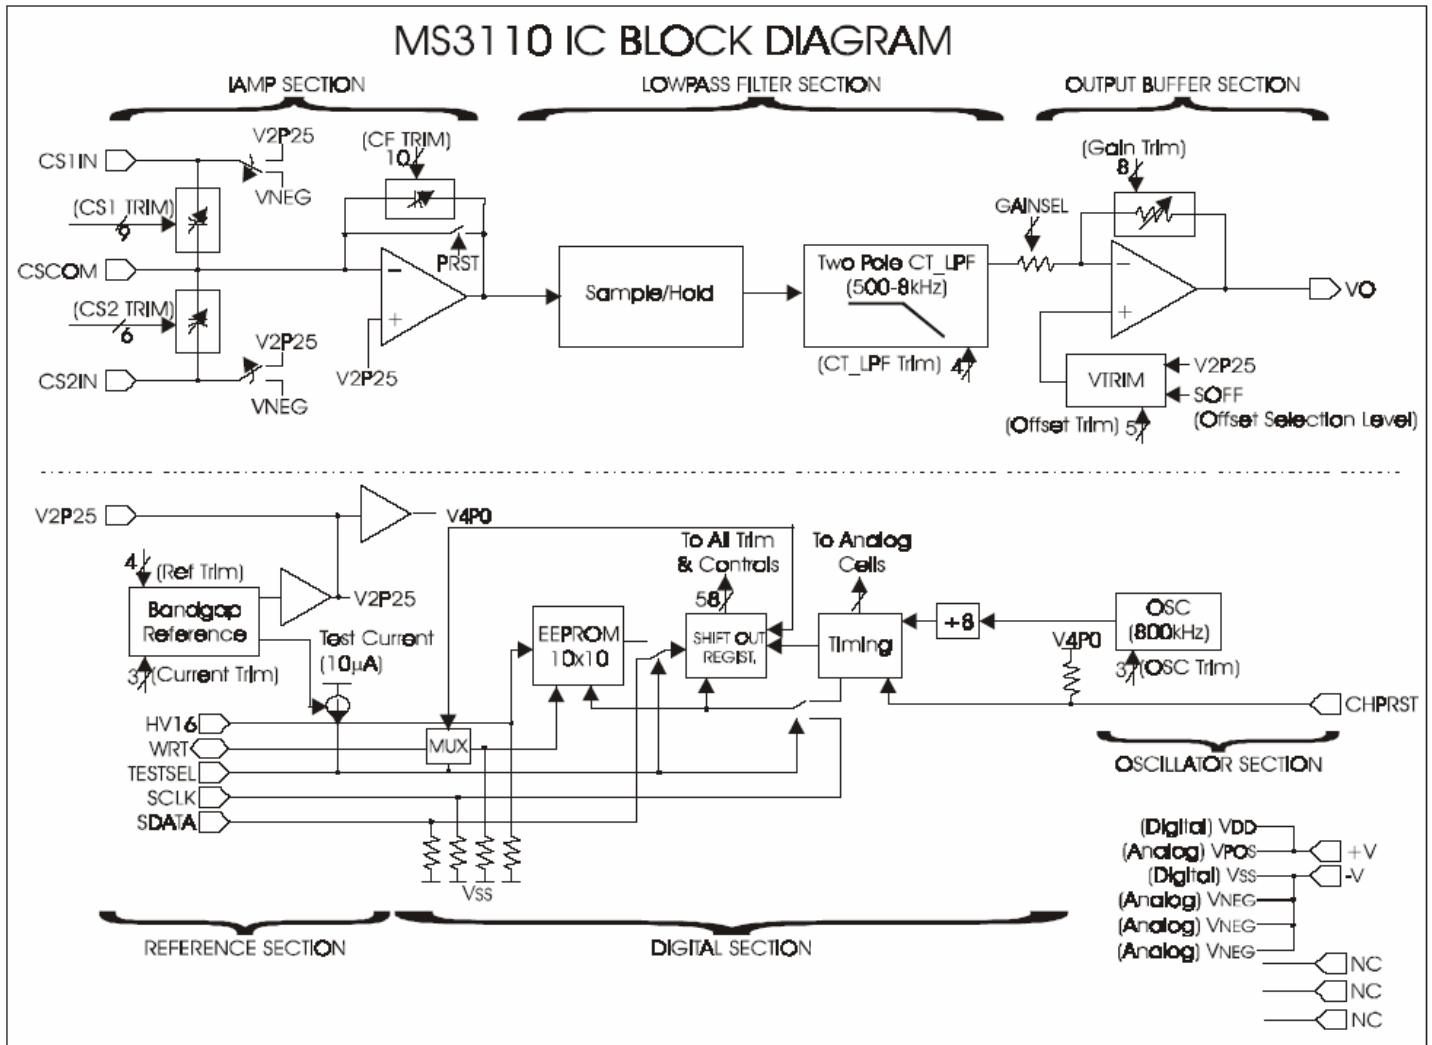 MS3110 IC BLOCK DIAGRAM
IAMP SECTION
LOWPASS FILTER SECTION
OUTPUT BUFFER SECTION
CS1IN
V2P25
VNEG
(CF TRIM)
10
(Gain Trim)
8
(CS1 TRIM)
9
GAINSEL
CSCOM
PRST
Sample/Hold
Two Pole CT_LPF
(500-8kHz)
VO
(CS2 TRIM)
6
V2P25
CS2IN
VNEG
V2P25
(CT_LPF Trim)
4
VTRIM
V2P25
SOFF
(Offset Selection Level)
(Offset Trim) 5
V2P25
V4P0
4
(Ref Trim)
Bandgap
Reference
V2P25
3
(Current Trim)
Test Current
(10µA)
EEPROM
10x10
To All Trim
& Controls
58
SHIFT OUT
REGIST.
To Analog
Cells
Timing
÷8
OSC
(800kHz)
3
(OSC Trim)
V4P0
CHPRST
HV16
WRT
MUX
TESTSEL
SCLK
SDATA
VSS
OSCILLATOR SECTION
(Digital) VDD
(Analog) VPOS
+V
(Digital) VSS
-V
(Analog) VNEG
(Analog) VNEG
(Analog) VNEG
NC
NC
NC
REFERENCE SECTION
DIGITAL SECTION